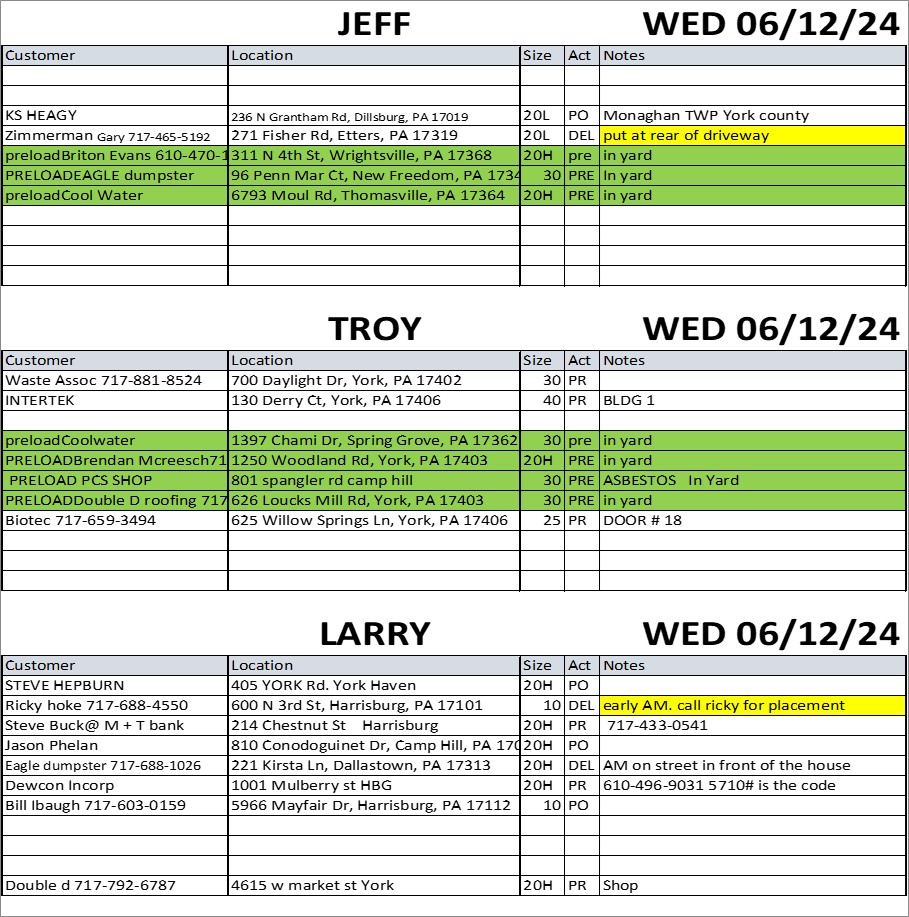 JEFF WED 06/12/24
Customer Location Size Act Notes
KS HEAGY 236 N Grantham Rd, Dillsburg, PA 17019 20L PO Monaghan TWP York county
Zimmerman Gary 717-465-5192 271 Fisher Rd, Etters, PA 17319 20L DEL put at rear of driveway
preloadBriton Evans 610-470-1 311 N 4th St, Wrightsville, PA 17368 20H pre in yard
PRELOADEAGLE dumpster 96 Penn Mar Ct, New Freedom, PA 1734 30 PRE In yard
preloadCool Water 6793 Moul Rd, Thomasville, PA 17364 20H PRE in yard
TROY WED 06/12/24
Customer Location Size Act Notes
Waste Assoc 717-881-8524 700 Daylight Dr, York, PA 17402 30 PR
INTERTEK 130 Derry Ct, York, PA 17406 40 PR BLDG 1
preloadCoolwater 1397 Chami Dr, Spring Grove, PA 17362 30 pre in yard
PRELOADBrendan Mcreesch71 1250 Woodland Rd, York, PA 17403 20H PRE in yard
PRELOAD PCS SHOP 801 spangler rd camp hill 30 PRE ASBESTOS In Yard
PRELOADDouble D roofing 717 626 Loucks Mill Rd, York, PA 17403 30 PRE in yard
Biotec 717-659-3494 625 Willow Springs Ln, York, PA 17406 25 PR DOOR # 18
LARRY WED 06/12/24
Customer Location Size Act Notes
STEVE HEPBURN 405 YORK Rd. York Haven 20H PO
Ricky hoke 717-688-4550 600 N 3rd St, Harrisburg, PA 17101 10 DEL early AM. call ricky for placement
Steve Buck@ M + T bank 214 Chestnut St Harrisburg 20H PR 717-433-0541
Jason Phelan 810 Conodoguinet Dr, Camp Hill, PA 170 20H PO
Eagle dumpster 717-688-1026 221 Kirsta Ln, Dallastown, PA 17313 20H DEL AM on street in front of the house
Dewcon Incorp 1001 Mulberry st HBG 20H PR 610-496-9031 5710# is the code
Bill Ibaugh 717-603-0159 5966 Mayfair Dr, Harrisburg, PA 17112 10 PO
Double d 717-792-6787 4615 w market st York 20H PR Shop